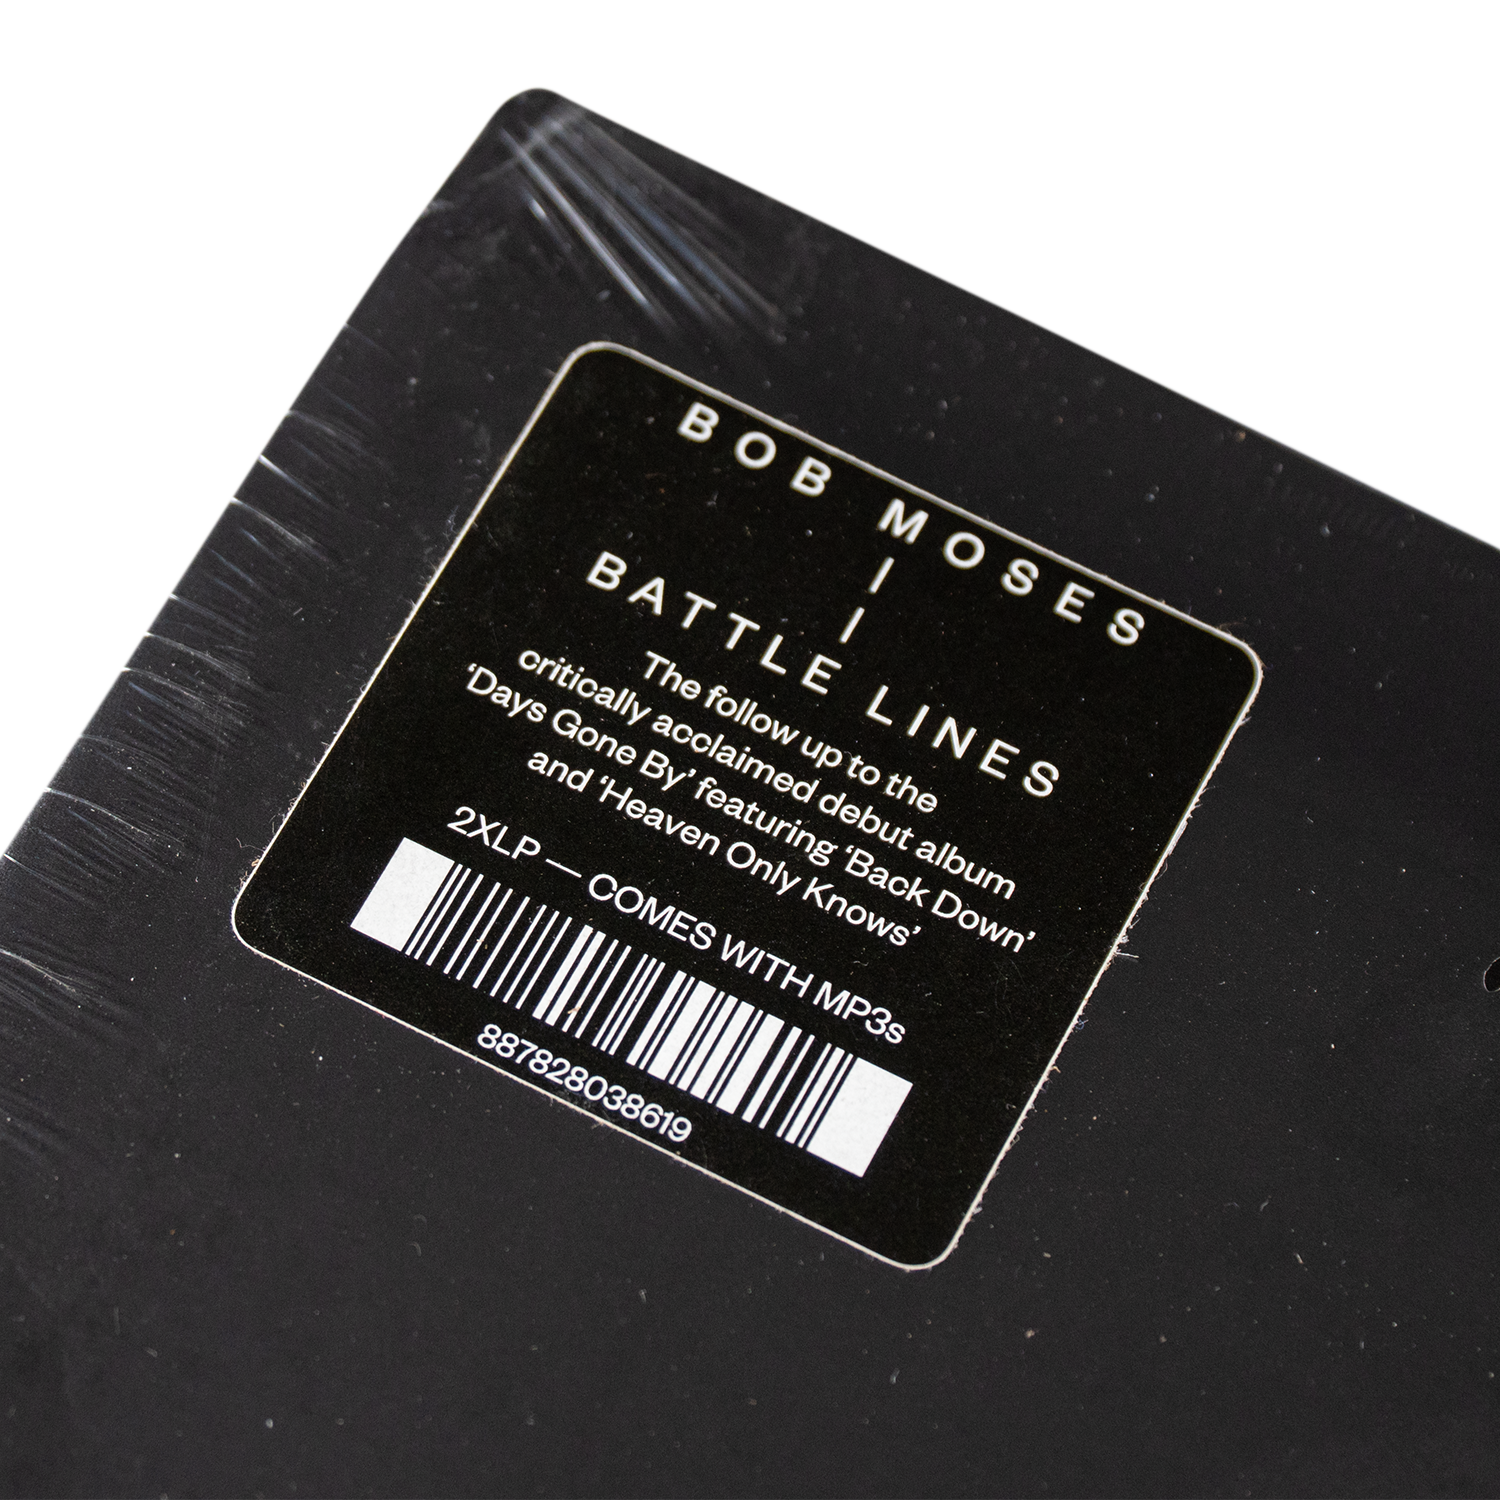 BOB MOSES
BATTLE LINES
The follow up to the
critically acclaimed debut album
‘Days Gone By’ featuring ‘Back Down’
and ‘Heaven Only Knows’
2XLP — COMES WITH MP3s
887828038619